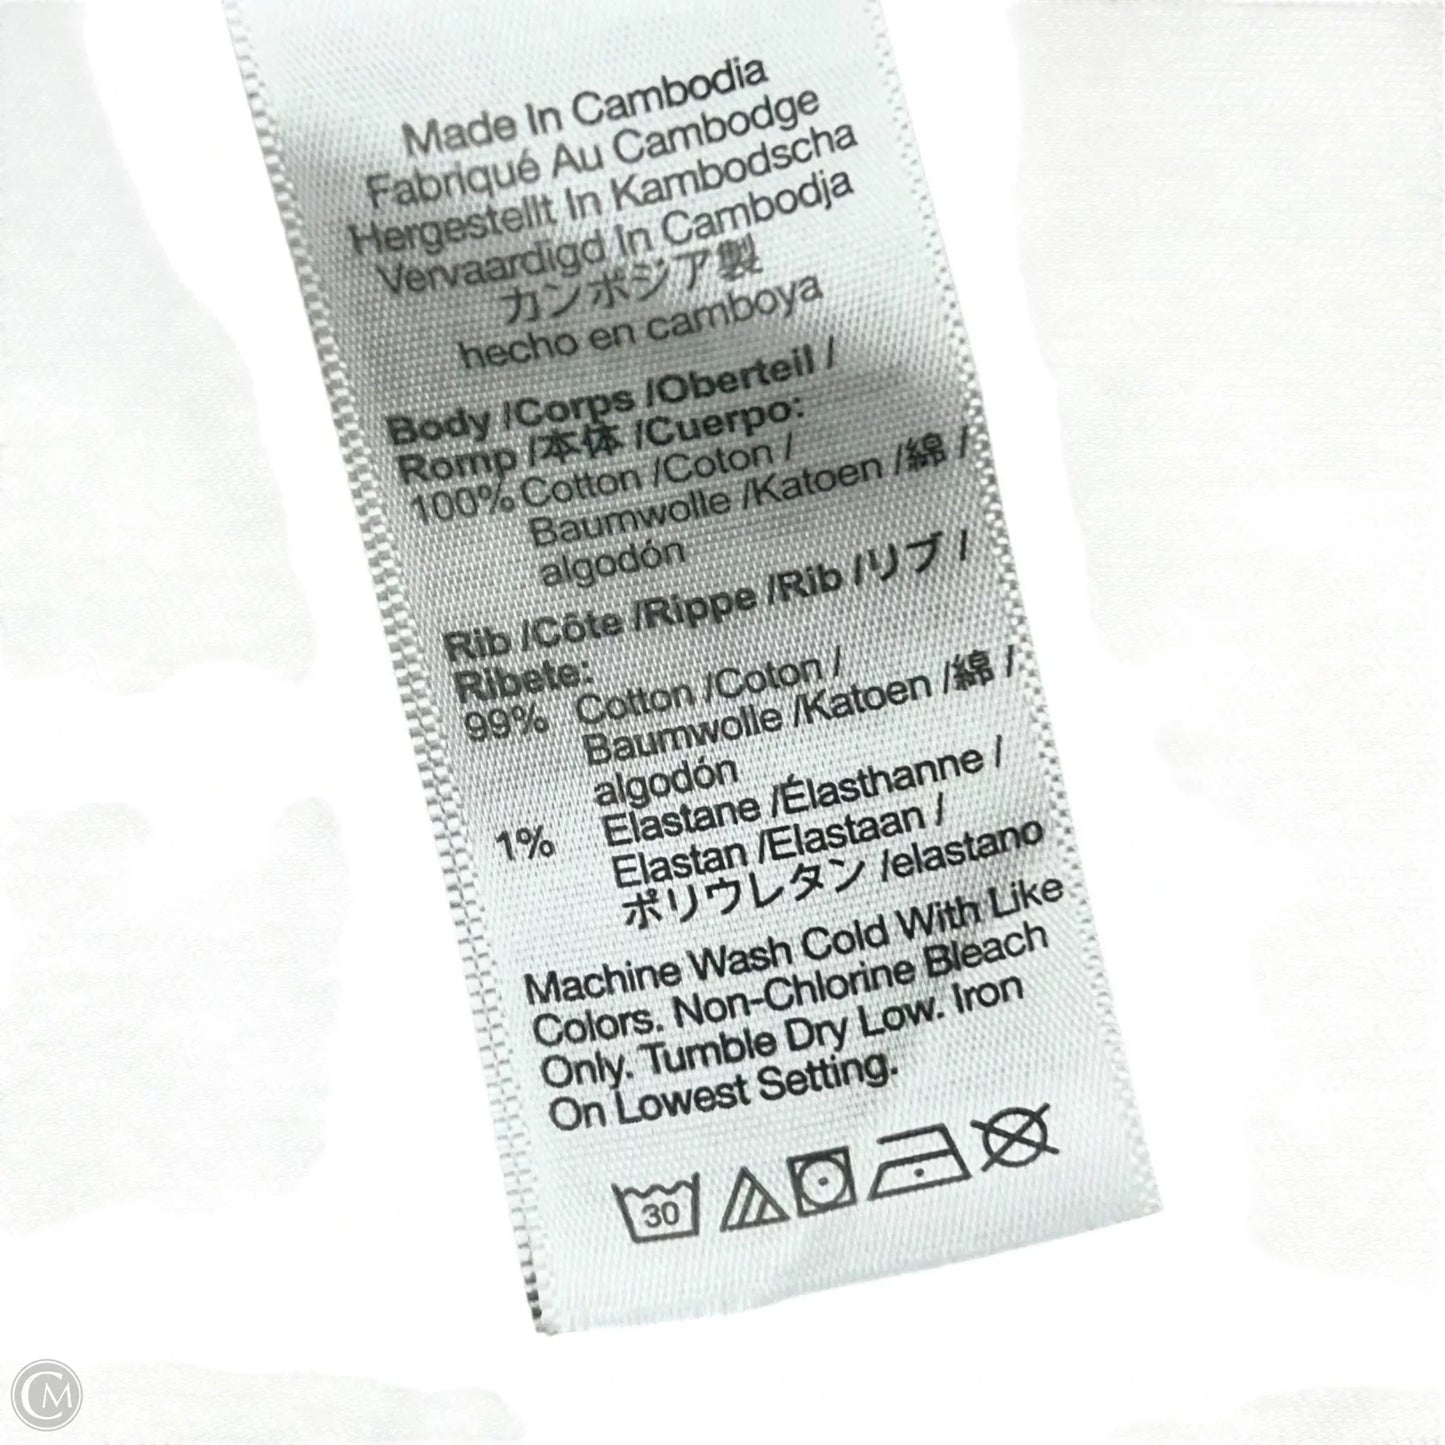 Made In Cambodia
Fabriqué Au Cambodge
Hergestellt In Kambodscha
Vervaardigd In Cambodja
カンボジア製
hecho en camboya
Body /Corps /Oberteil /
Romp /本体 /Cuerpo:
100% Cotton /Coton /
Baumwolle /Katoen /綿 /
algodón
Rib /Côte /Rippe /Rib /リブ /
Ribete:
99% Cotton /Coton /
Baumwolle /Katoen /綿 /
algodón
1% Elastane /Élasthanne /
Elastan /Elastaan /
ポリウレタン /elastano
Machine Wash Cold With Like
Colors. Non-Chlorine Bleach
Only. Tumble Dry Low. Iron
On Lowest Setting.
30
CM